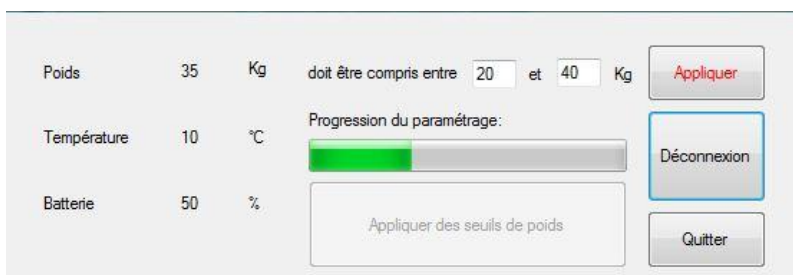 Poids 35 Kg doit être compris entre 20 et 40 Kg Appliquer
Progression du paramétrage:
Température 10 °C
Déconnexion
Batterie 50 %
Appliquer des seuils de poids
Quitter